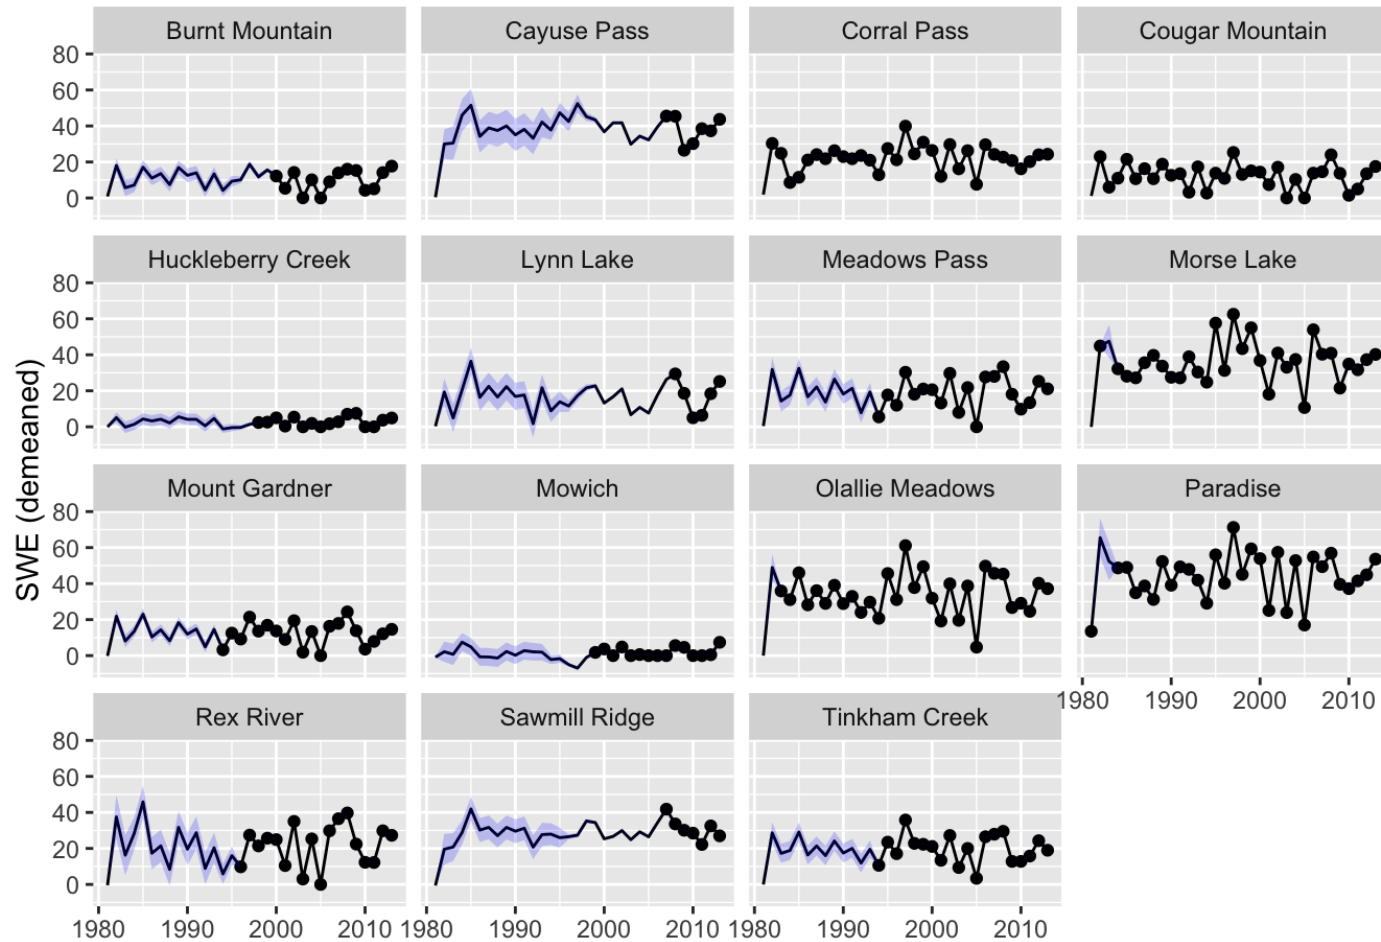 Burnt Mountain Cayuse Pass Corral Pass Cougar Mountain
80
60
40
20
0
Huckleberry Creek Lynn Lake Meadows Pass Morse Lake
80
60
40
20
0
SWE (demeaned)
Mount Gardner Mowich Olallie Meadows Paradise
80
60
40
20
0
1980 1990 2000 2010
Rex River Sawmill Ridge Tinkham Creek
80
60
40
20
0
1980 1990 2000 2010 1980 1990 2000 2010 1980 1990 2000 2010